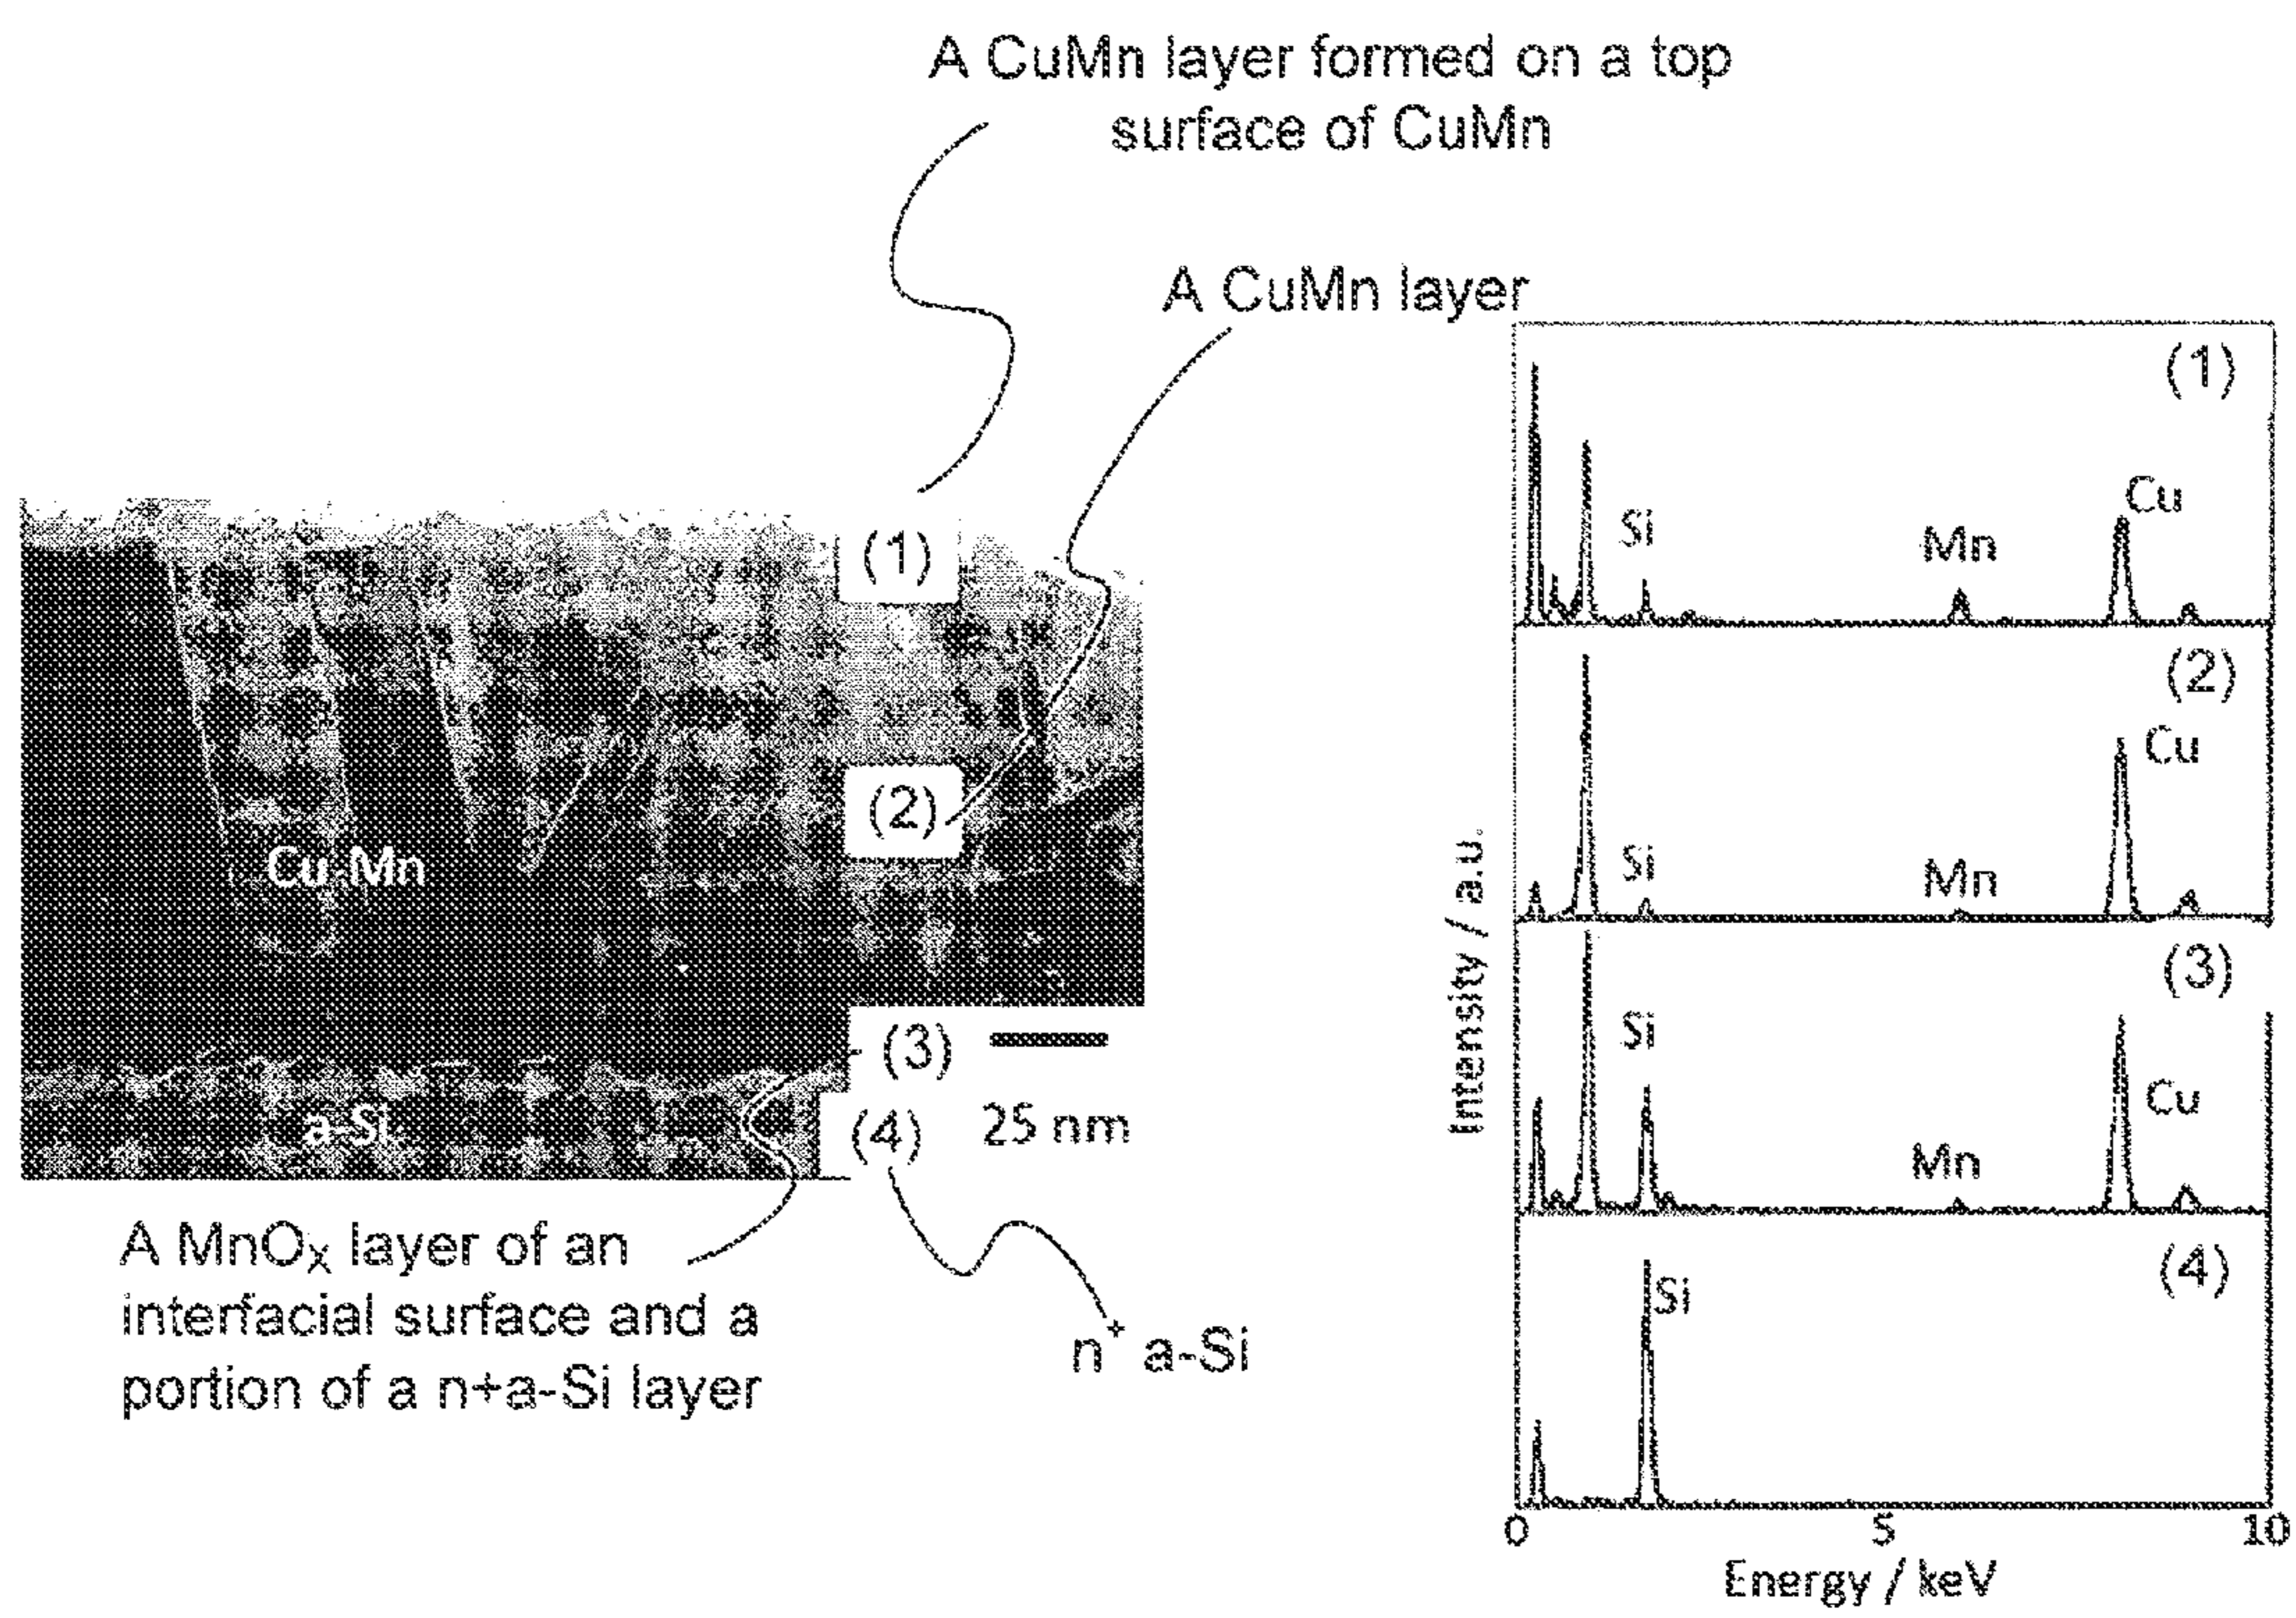 A CuMn layer formed on a top
surface of CuMn
A CuMn layer
(1)
(2)
Cu-Mn
(3)
a-Si
(4)
25 nm
A MnOx layer of an
interfacial surface and a
portion of a n+a-Si layer
n+ a-Si
Intensity / a.u.
(1)
Si
Mn
Cu
(2)
Si
Mn
Cu
(3)
Si
Mn
Cu
(4)
Si
0 5 10
Energy / keV